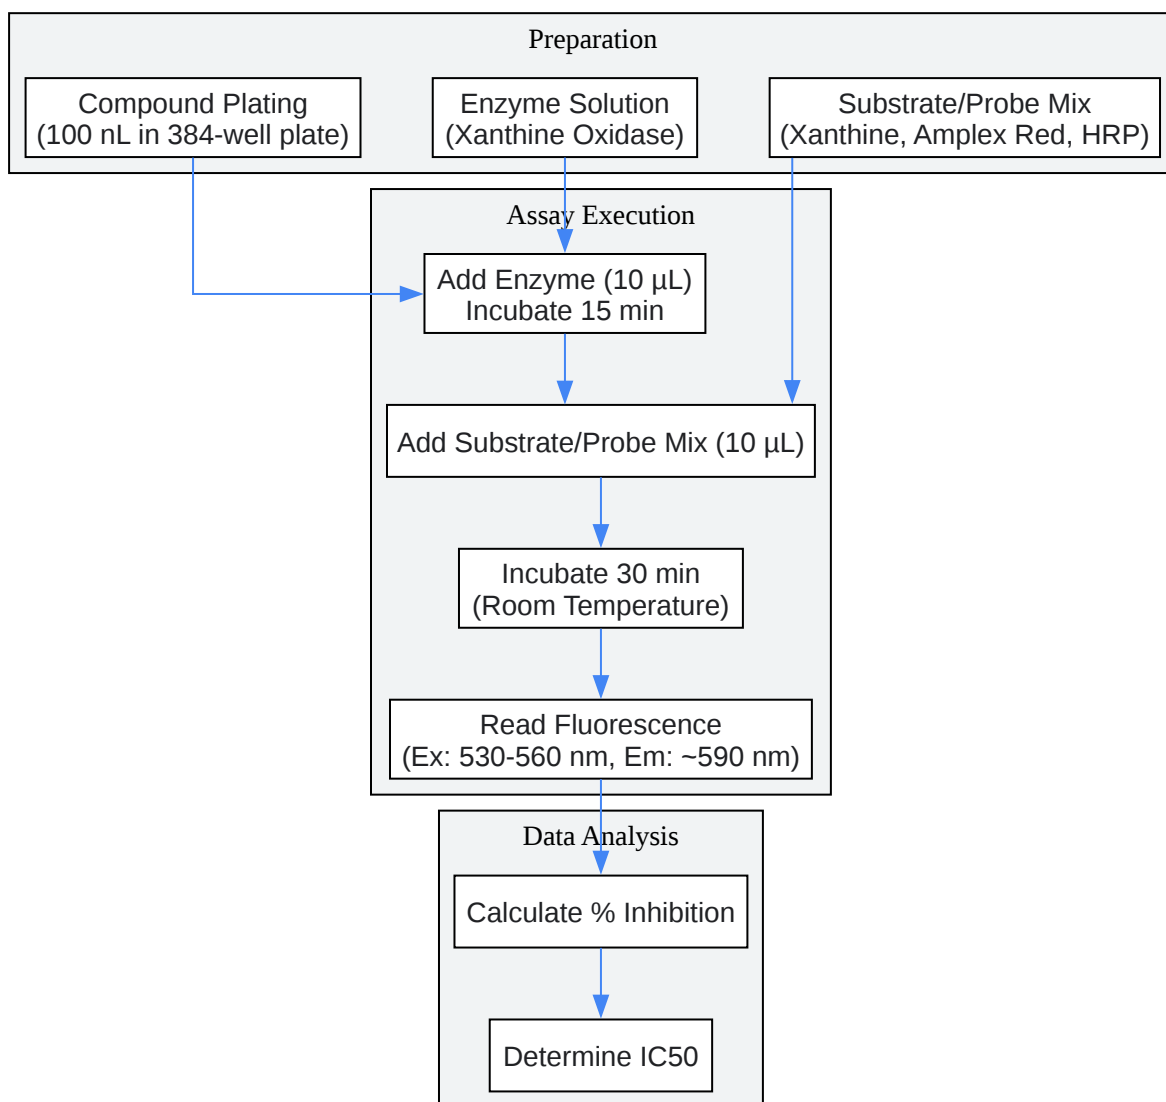 Preparation
Compound Plating
(100 nL in 384-well plate)
Enzyme Solution
(Xanthine Oxidase)
Substrate/Probe Mix
(Xanthine, Amplex Red, HRP)
Assay Execution
Add Enzyme (10 µL)
Incubate 15 min
Add Substrate/Probe Mix (10 µL)
Incubate 30 min
(Room Temperature)
Read Fluorescence
(Ex: 530-560 nm, Em: ~590 nm)
Data Analysis
Calculate % Inhibition
Determine IC50